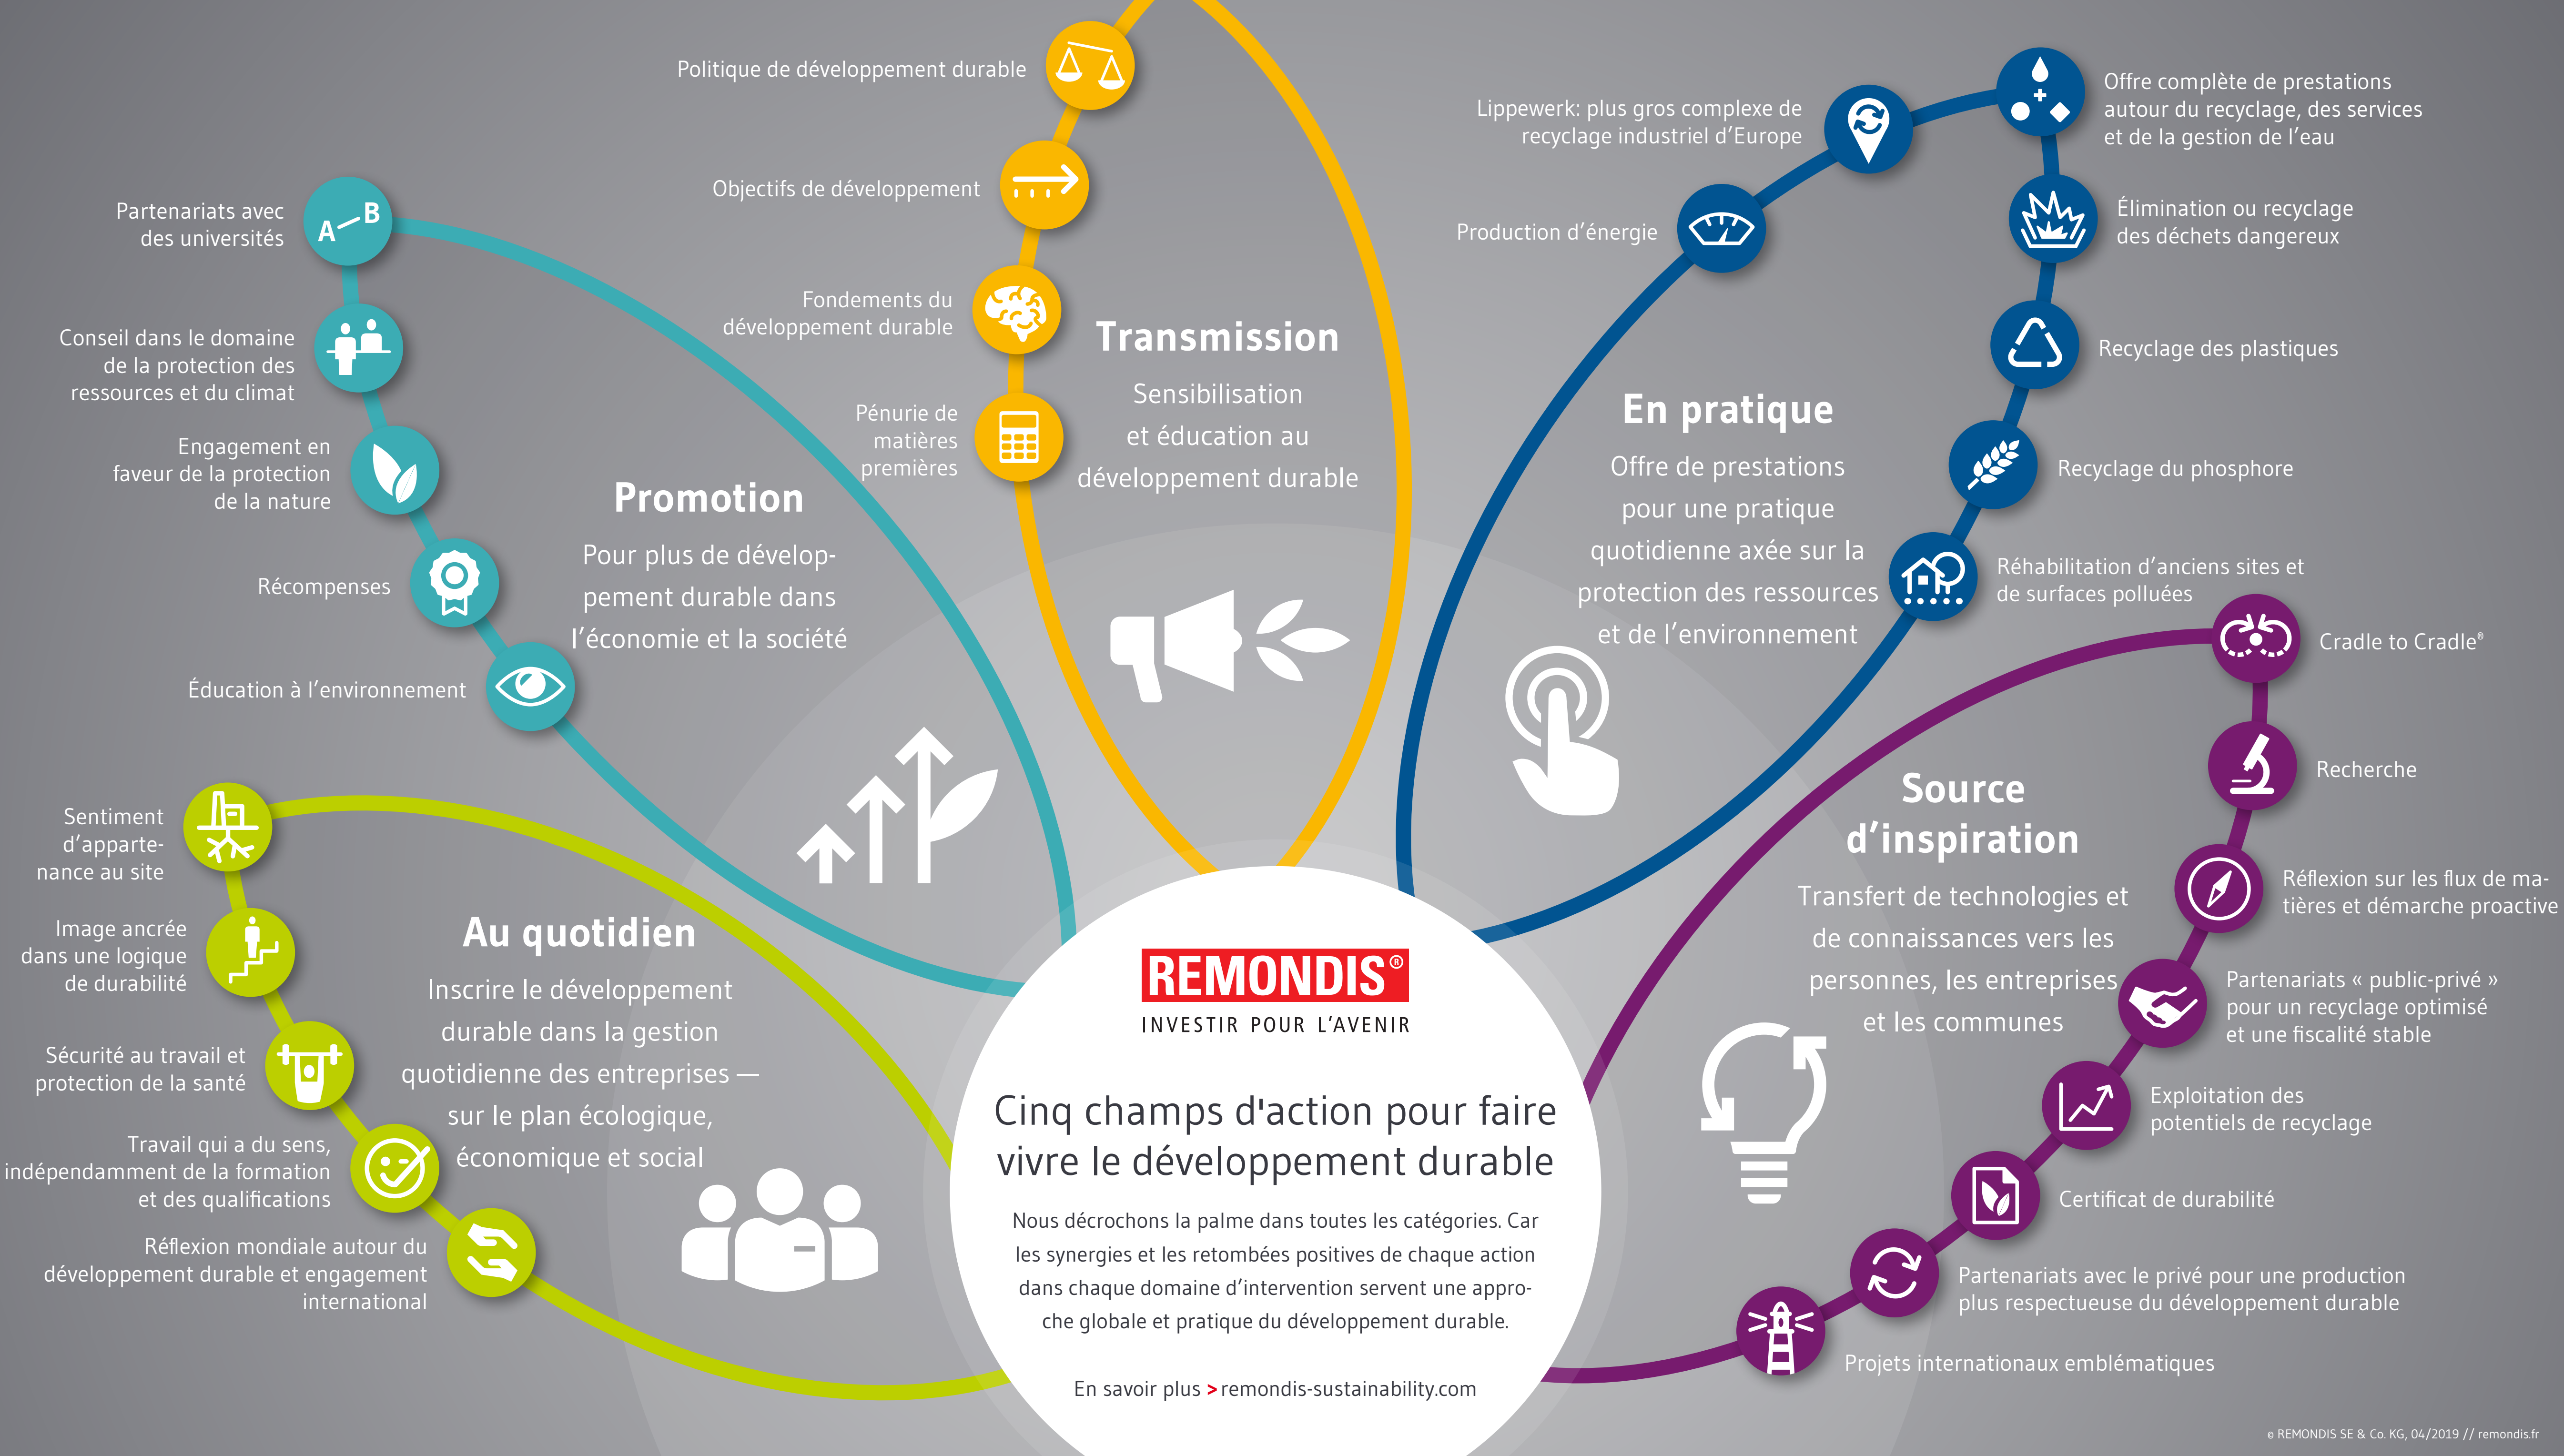 Politique de développement durable
Objectifs de développement
Fondements du
développement durable
Pénurie de
matières
premières
Transmission
Sensibilisation
et éducation au
développement durable
Partenariats avec
des universités
A B
Conseil dans le domaine
de la protection des
ressources et du climat
Engagement en
faveur de la protection
de la nature
Récompenses
Éducation à l’environnement
Promotion
Pour plus de dévelop-
pement durable dans
l’économie et la société
Lippewerk: plus gros complexe de
recyclage industriel d’Europe
Production d’énergie
Offre complète de prestations
autour du recyclage, des services
et de la gestion de l’eau
Élimination ou recyclage
des déchets dangereux
Recyclage des plastiques
Recyclage du phosphore
Réhabilitation d’anciens sites et
de surfaces polluées
En pratique
Offre de prestations
pour une pratique
quotidienne axée sur la
protection des ressources
et de l’environnement
Sentiment
d’apparte-
nance au site
Image ancrée
dans une logique
de durabilité
Sécurité au travail et
protection de la santé
Travail qui a du sens,
indépendamment de la formation
et des qualifications
Réflexion mondiale autour du
développement durable et engagement
international
Au quotidien
Inscrire le développement
durable dans la gestion
quotidienne des entreprises —
sur le plan écologique,
économique et social
Cradle to Cradle®
Recherche
Réflexion sur les flux de ma-
tières et démarche proactive
Partenariats « public-privé »
pour un recyclage optimisé
et une fiscalité stable
Exploitation des
potentiels de recyclage
Certificat de durabilité
Partenariats avec le privé pour une production
plus respectueuse du développement durable
Projets internationaux emblématiques
Source
d’inspiration
Transfert de technologies et
de connaissances vers les
personnes, les entreprises
et les communes
REMONDIS®
INVESTIR POUR L’AVENIR
Cinq champs d'action pour faire
vivre le développement durable
Nous décrochons la palme dans toutes les catégories. Car
les synergies et les retombées positives de chaque action
dans chaque domaine d’intervention servent une appro-
che globale et pratique du développement durable.
En savoir plus > remondis-sustainability.com
© REMONDIS SE & Co. KG, 04/2019 // remondis.fr